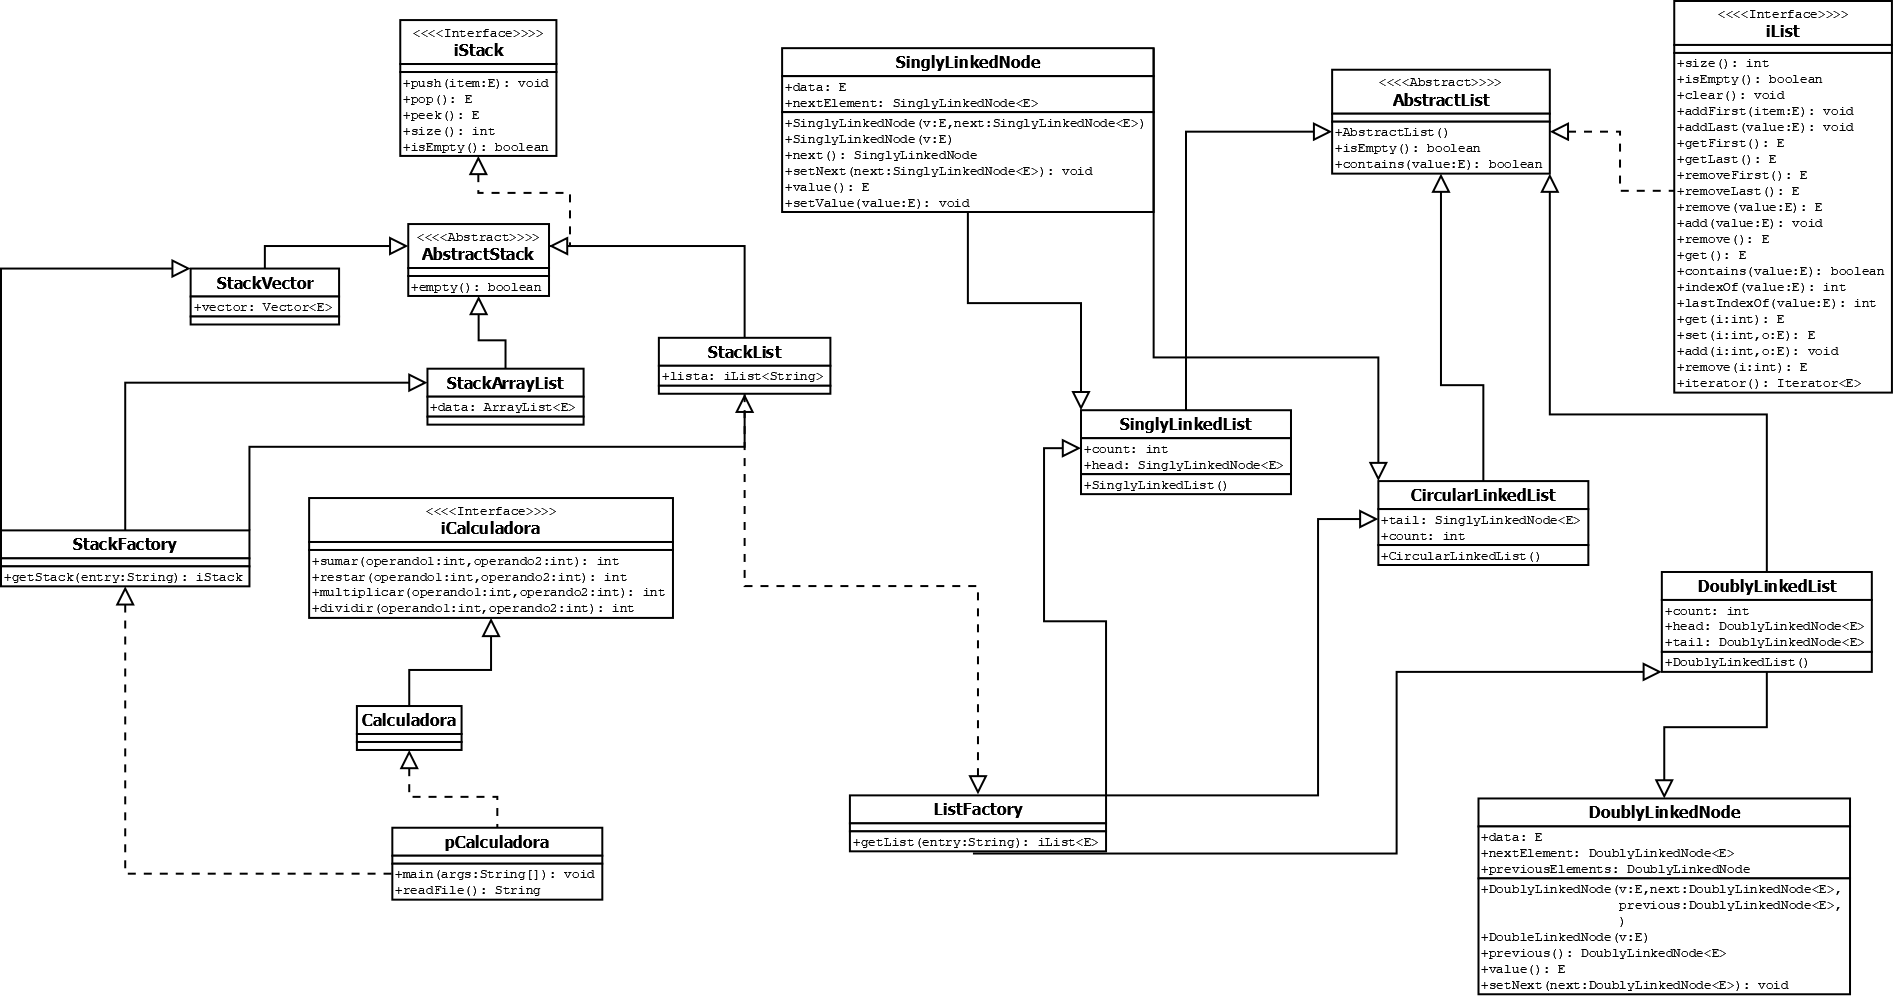 <<<<Interface>>>>
iStack
+push(item:E): void
+pop(): E
+peek(): E
+size(): int
+isEmpty(): boolean
<<<<Abstract>>>>
AbstractStack
+empty(): boolean
StackVector
+vector: Vector<E>
StackArrayList
+data: ArrayList<E>
StackList
+lista: iList<String>
StackFactory
+getStack(entry:String): iStack
<<<<Interface>>>>
iCalculadora
+sumar(operando1:int,operando2:int): int
+restar(operando1:int,operando2:int): int
+multiplicar(operando1:int,operando2:int): int
+dividir(operando1:int,operando2:int): int
Calculadora
pCalculadora
+main(args:String[]): void
+readFile(): String
SinglyLinkedNode
+data: E
+nextElement: SinglyLinkedNode<E>
+SinglyLinkedNode(v:E,next:SinglyLinkedNode<E>)
+SinglyLinkedNode(v:E)
+next(): SinglyLinkedNode
+setNext(next:SinglyLinkedNode<E>): void
+value(): E
+setValue(value:E): void
<<<<Abstract>>>>
AbstractList
+AbstractList()
+isEmpty(): boolean
+contains(value:E): boolean
<<<<Interface>>>>
iList
+size(): int
+isEmpty(): boolean
+clear(): void
+addFirst(item:E): void
+addLast(value:E): void
+getFirst(): E
+getLast(): E
+removeFirst(): E
+removeLast(): E
+remove(value:E): E
+add(value:E): void
+remove(): E
+get(): E
+contains(value:E): boolean
+indexOf(value:E): int
+lastIndexOf(value:E): int
+get(i:int): E
+set(i:int,o:E): E
+add(i:int,o:E): void
+remove(i:int): E
+iterator(): Iterator<E>
SinglyLinkedList
+count: int
+head: SinglyLinkedNode<E>
+SinglyLinkedList()
CircularLinkedList
+tail: SinglyLinkedNode<E>
+count: int
+CircularLinkedList()
DoublyLinkedList
+count: int
+head: DoublyLinkedNode<E>
+tail: DoublyLinkedNode<E>
+DoublyLinkedList()
ListFactory
+getList(entry:String): iList<E>
DoublyLinkedNode
+data: E
+nextElement: DoublyLinkedNode<E>
+previousElements: DoublyLinkedNode
+DoublyLinkedNode(v:E,next:DoublyLinkedNode<E>,
previous:DoublyLinkedNode<E>,
)
+DoubleLinkedNode(v:E)
+previous(): DoublyLinkedNode<E>
+value(): E
+setNext(next:DoublyLinkedNode<E>): void